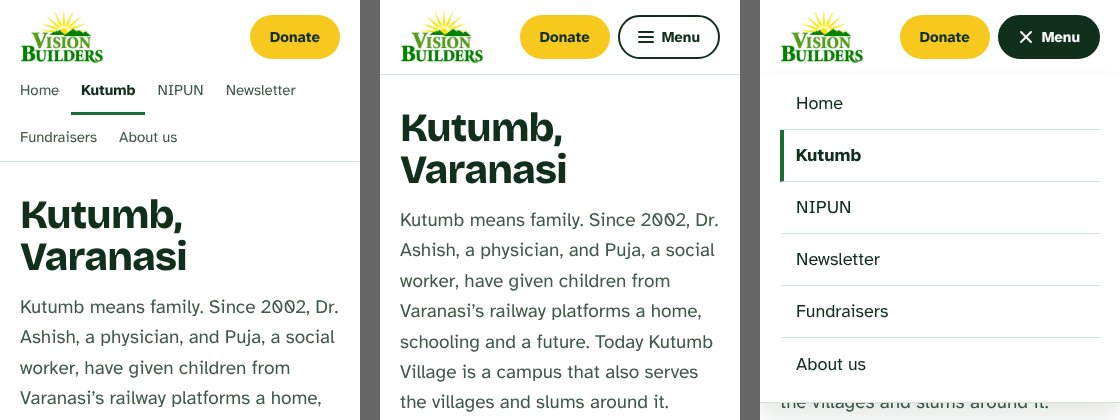 VISION
BUILDERS
Donate
Home Kutumb NIPUN Newsletter
Fundraisers About us
Kutumb,
Varanasi
Kutumb means family. Since 2002, Dr.
Ashish, a physician, and Puja, a social
worker, have given children from
Varanasi’s railway platforms a home,
VISION
BUILDERS
Donate
Menu
Kutumb,
Varanasi
Kutumb means family. Since 2002, Dr.
Ashish, a physician, and Puja, a social
worker, have given children from
Varanasi’s railway platforms a home,
schooling and a future. Today Kutumb
Village is a campus that also serves
the villages and slums around it.
VISION
BUILDERS
Donate
Menu
Home
Kutumb
NIPUN
Newsletter
Fundraisers
About us
the villages and slums around it.